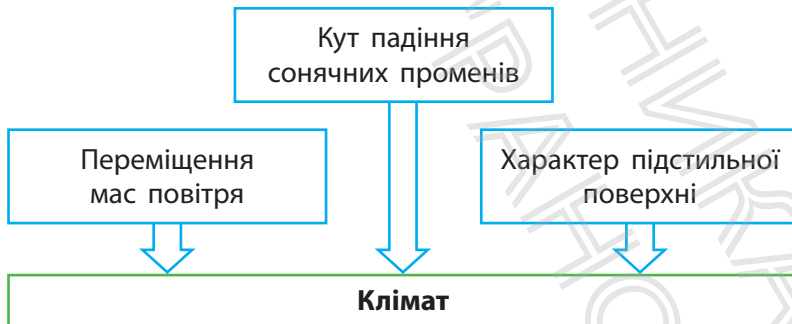 Кут падіння
сонячних променів
Переміщення
мас повітря
Характер підстильної
поверхні
Клімат